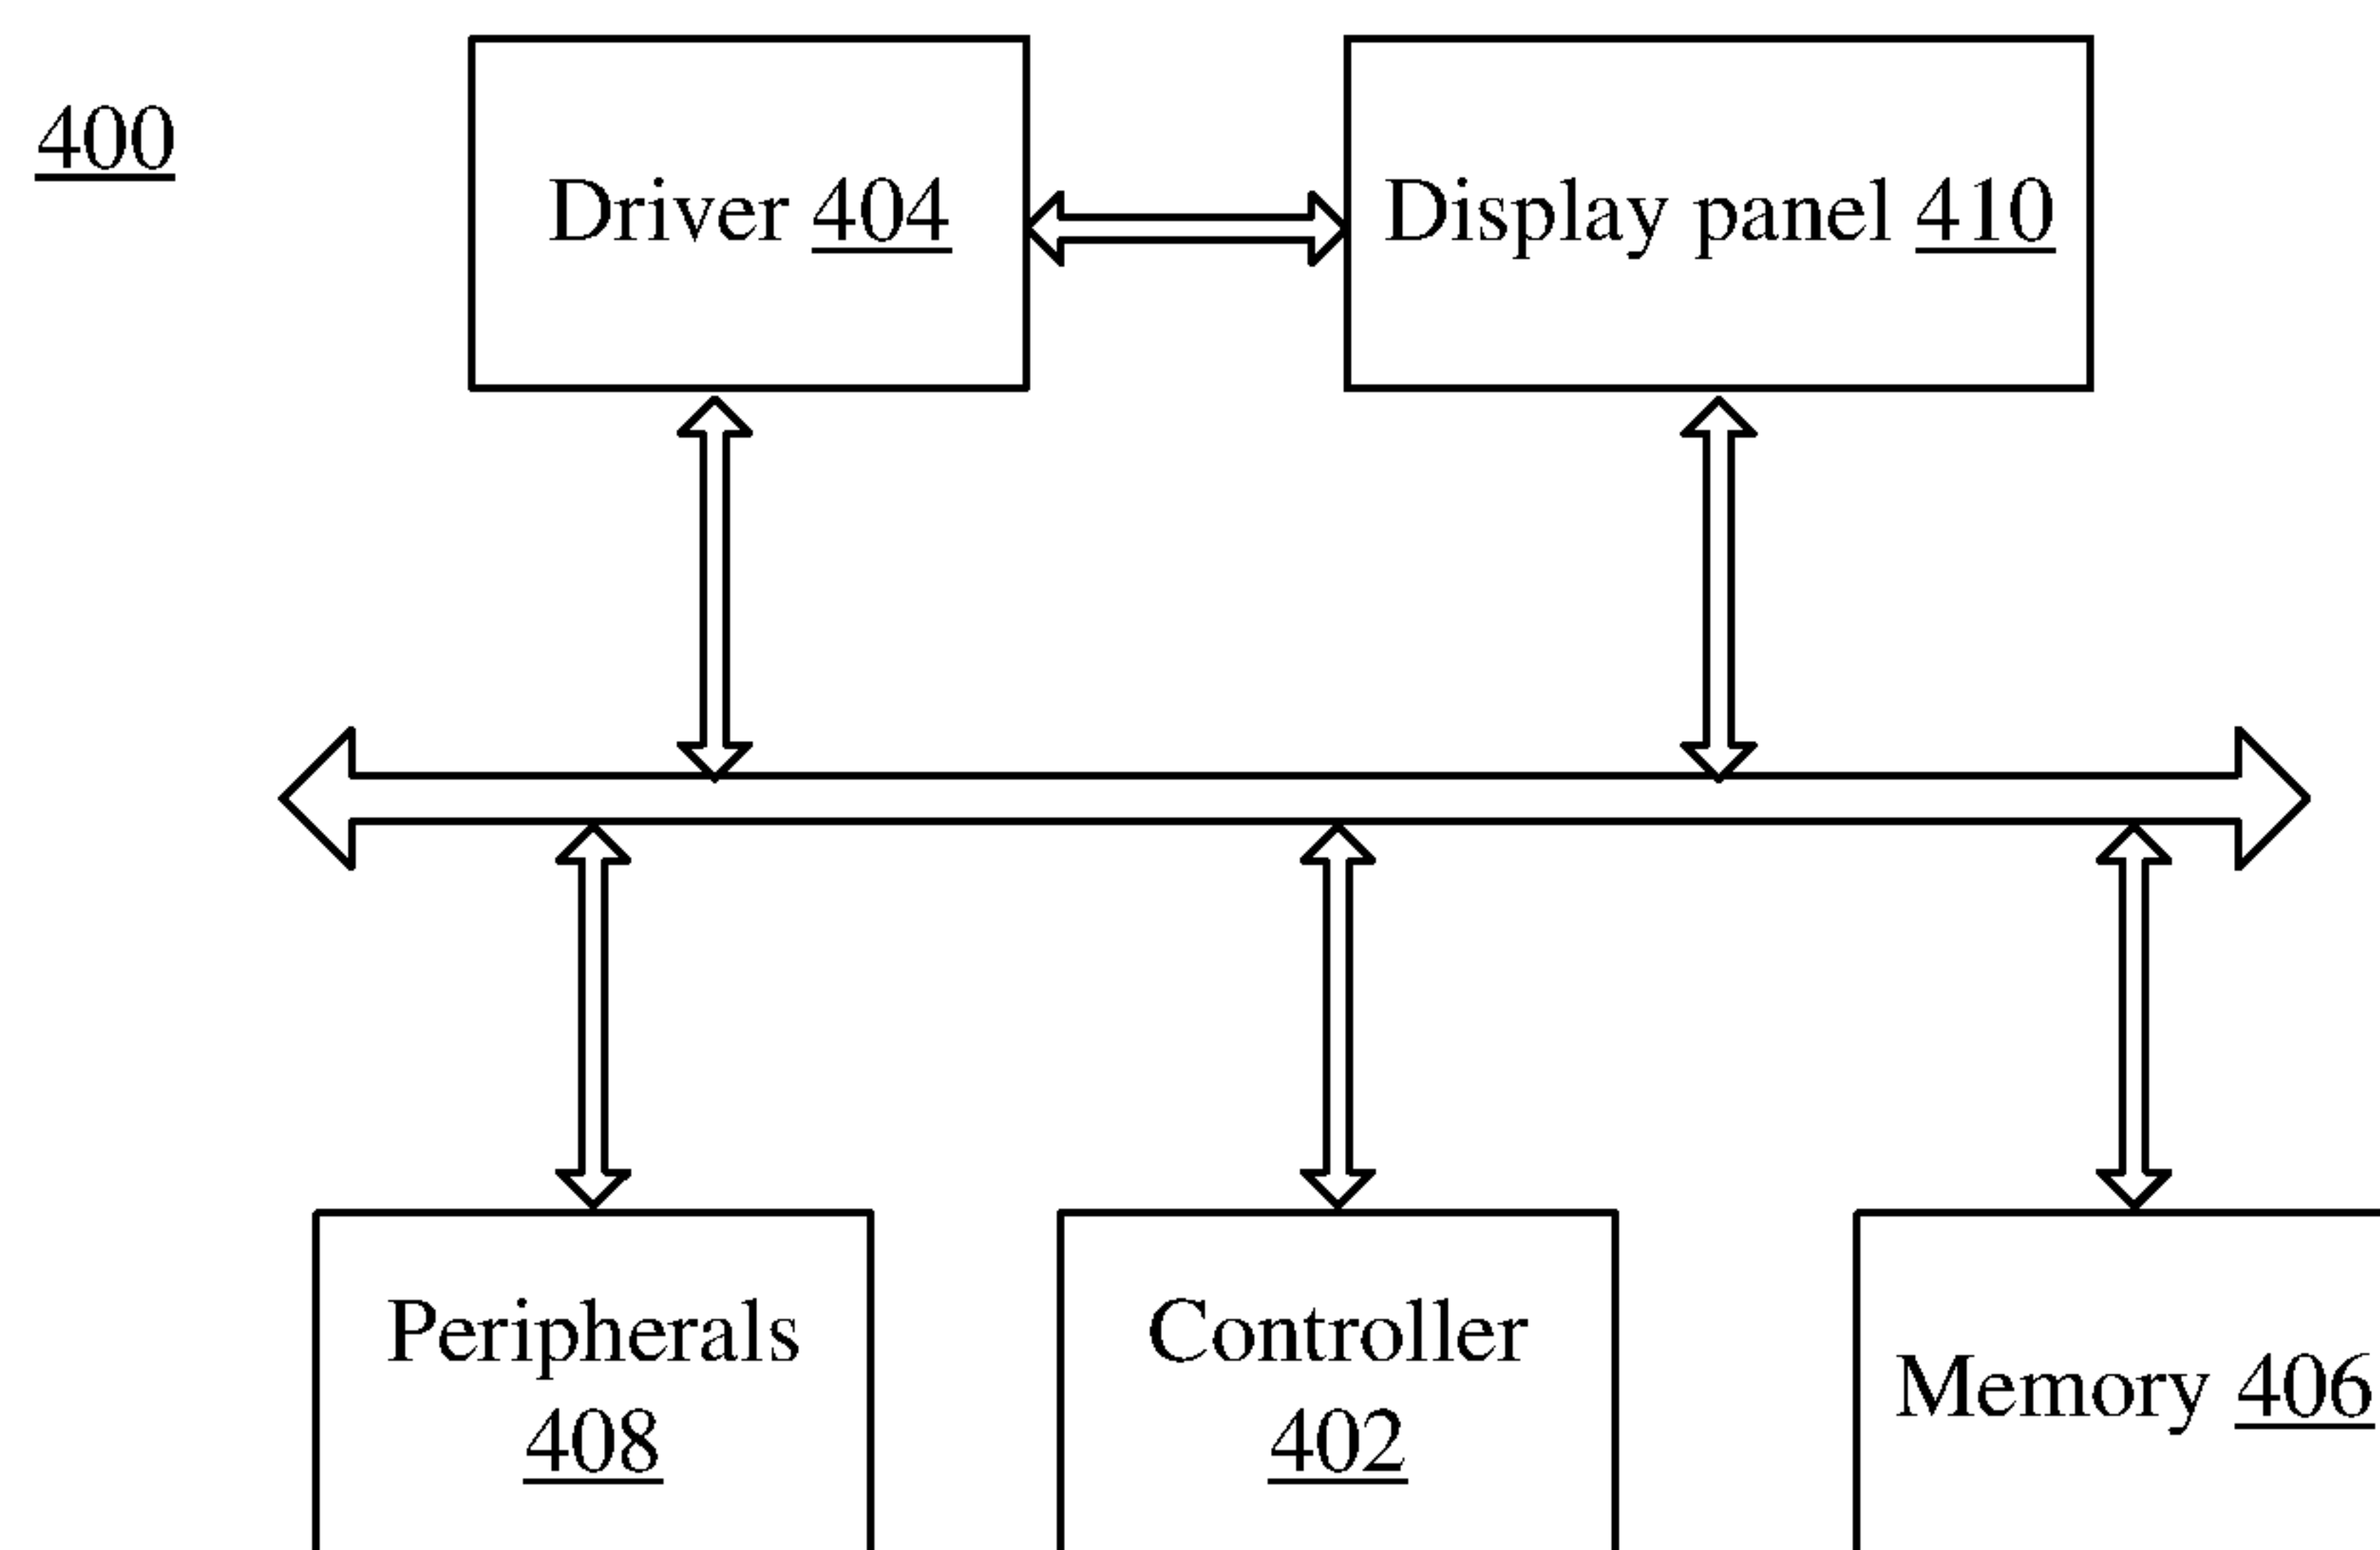 400
Driver 404
Display panel 410
Peripherals
408
Controller
402
Memory 406